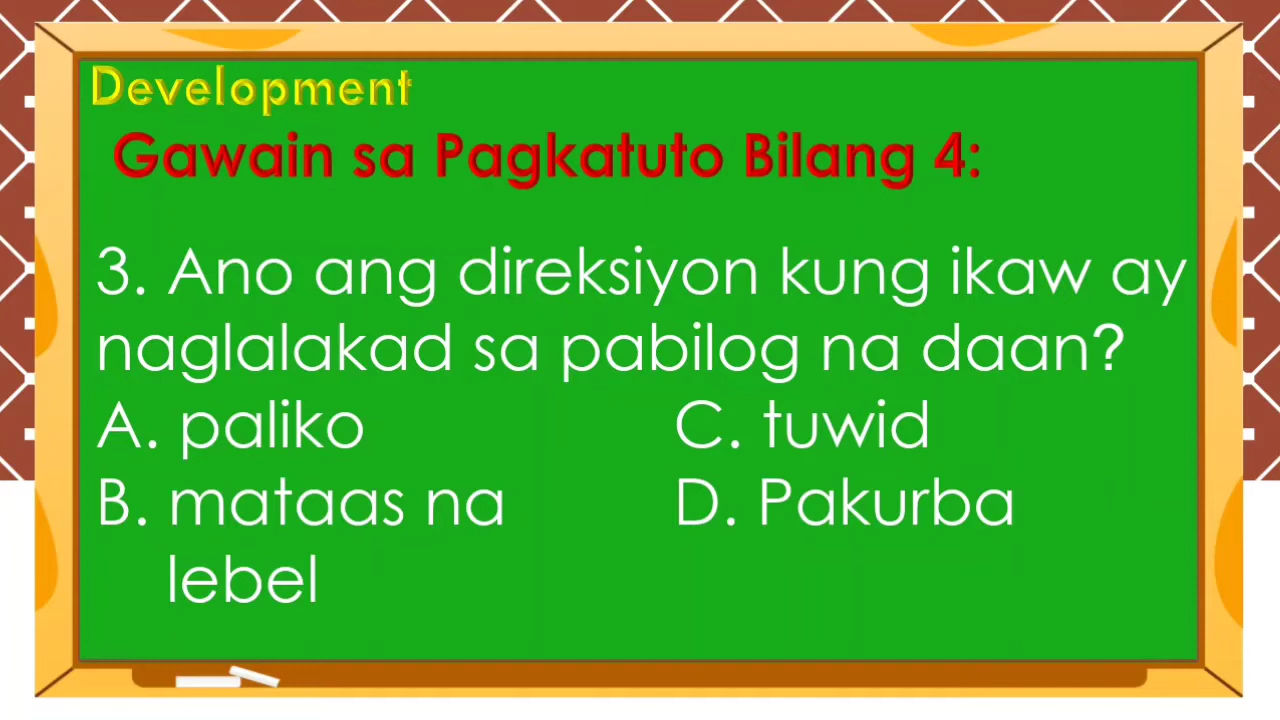 Development
Gawain sa Pagkatuto Bilang 4:
3. Ano ang direksiyon kung ikaw ay
naglalakad sa pabilog na daan?
A. paliko C. tuwid
B. mataas na D. Pakurba
lebel